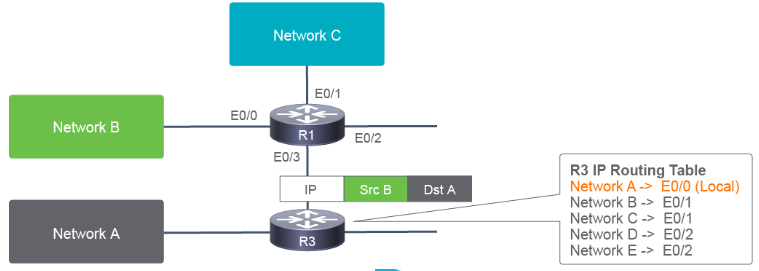 Network C
E0/1
Network B
E0/0
R1
E0/2
E0/3
IP Src B Dst A
Network A
R3
R3 IP Routing Table
Network A -> E0/0 (Local)
Network B -> E0/1
Network C -> E0/1
Network D -> E0/2
Network E -> E0/2